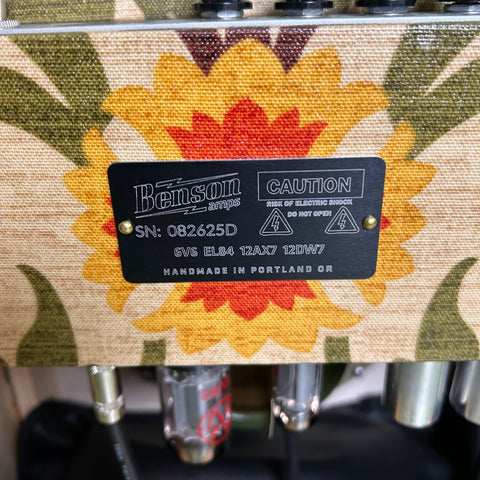 Benson
amps
CAUTION
RISK OF ELECTRIC SHOCK
DO NOT OPEN
SN: 082625D
6V6 EL84 12AX7 12DW7
HANDMADE IN PORTLAND OR